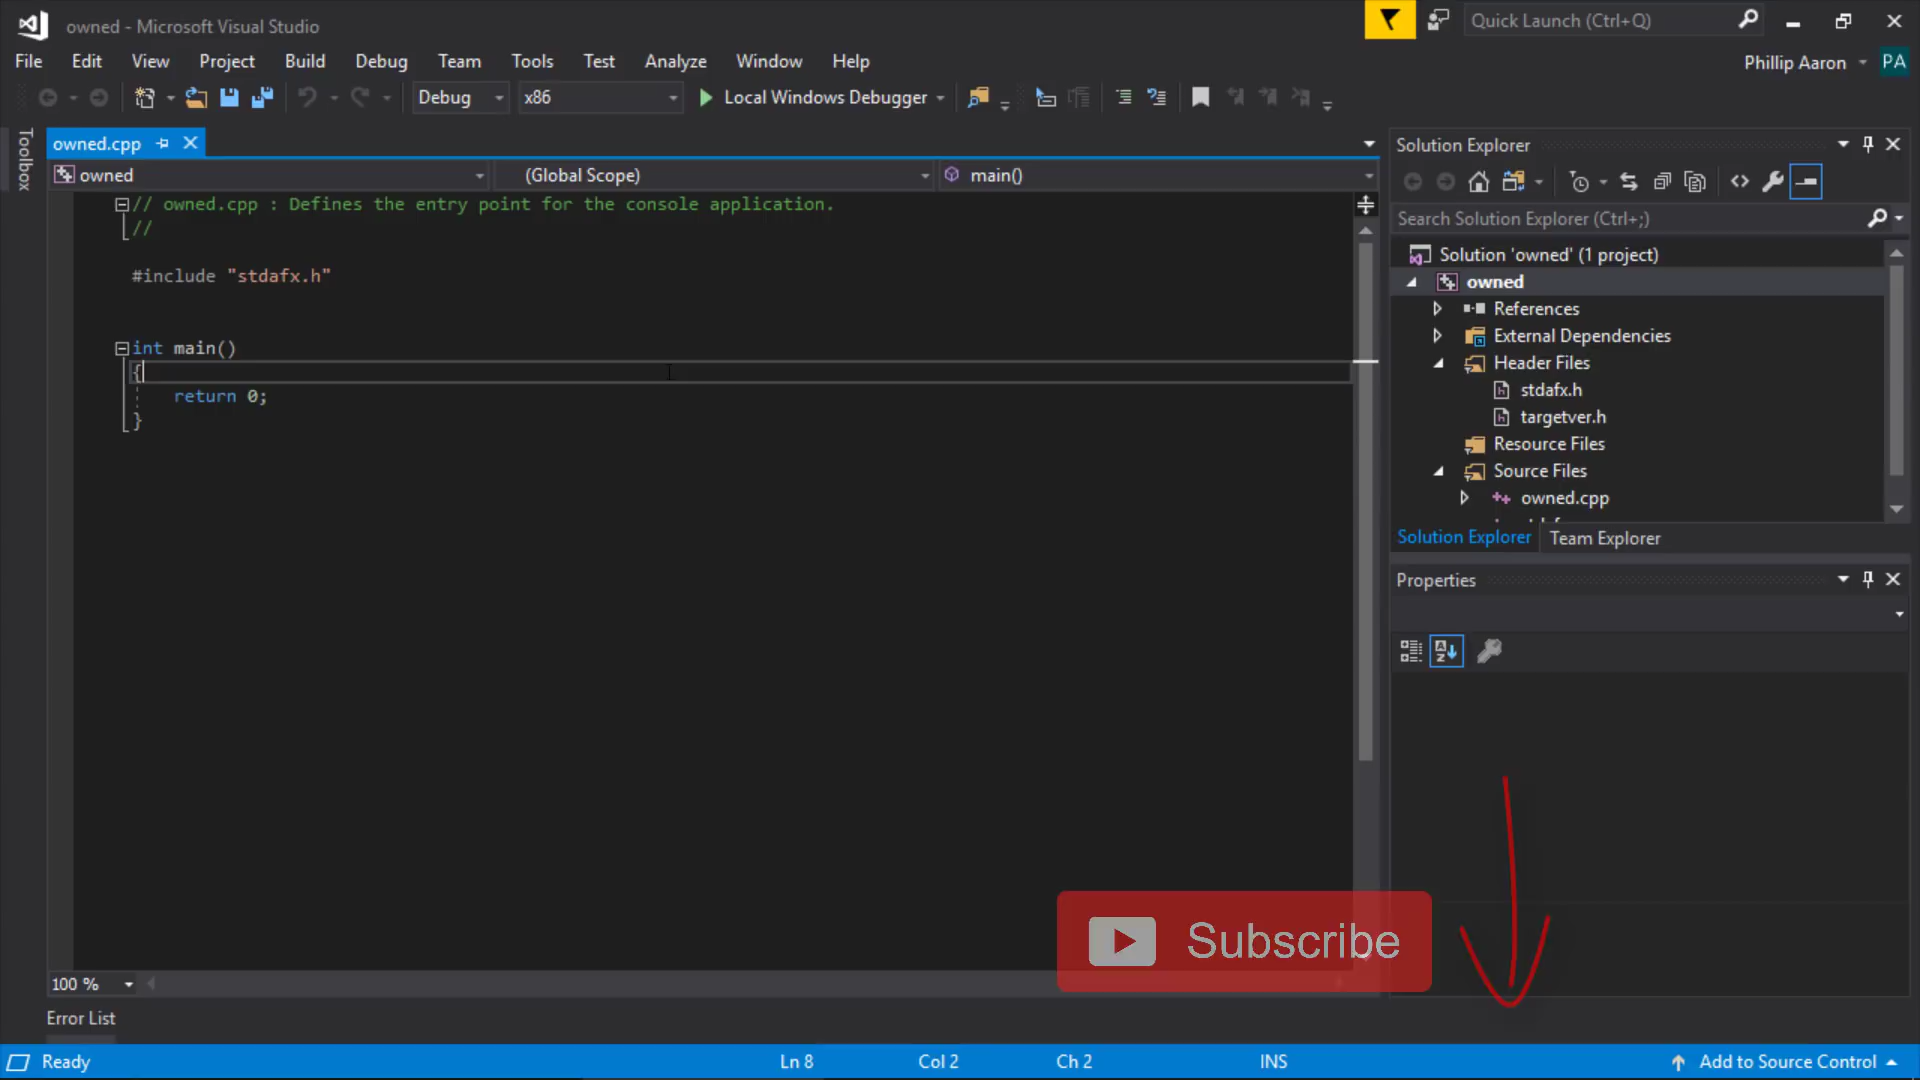 owned - Microsoft Visual Studio
Quick Launch (Ctrl+Q)
File Edit View Project Build Debug Team Tools Test Analyze Window Help
Phillip Aaron PA
Debug x86 Local Windows Debugger
Toolbox
owned.cpp
owned (Global Scope) main()
// owned.cpp : Defines the entry point for the console application.
//
#include "stdafx.h"
int main()
{
return 0;
}
Solution Explorer
Search Solution Explorer (Ctrl+;)
Solution 'owned' (1 project)
owned
References
External Dependencies
Header Files
stdafx.h
targetver.h
Resource Files
Source Files
owned.cpp
Solution Explorer Team Explorer
Properties
Subscribe
100 %
Error List
Ready Ln 8 Col 2 Ch 2 INS Add to Source Control